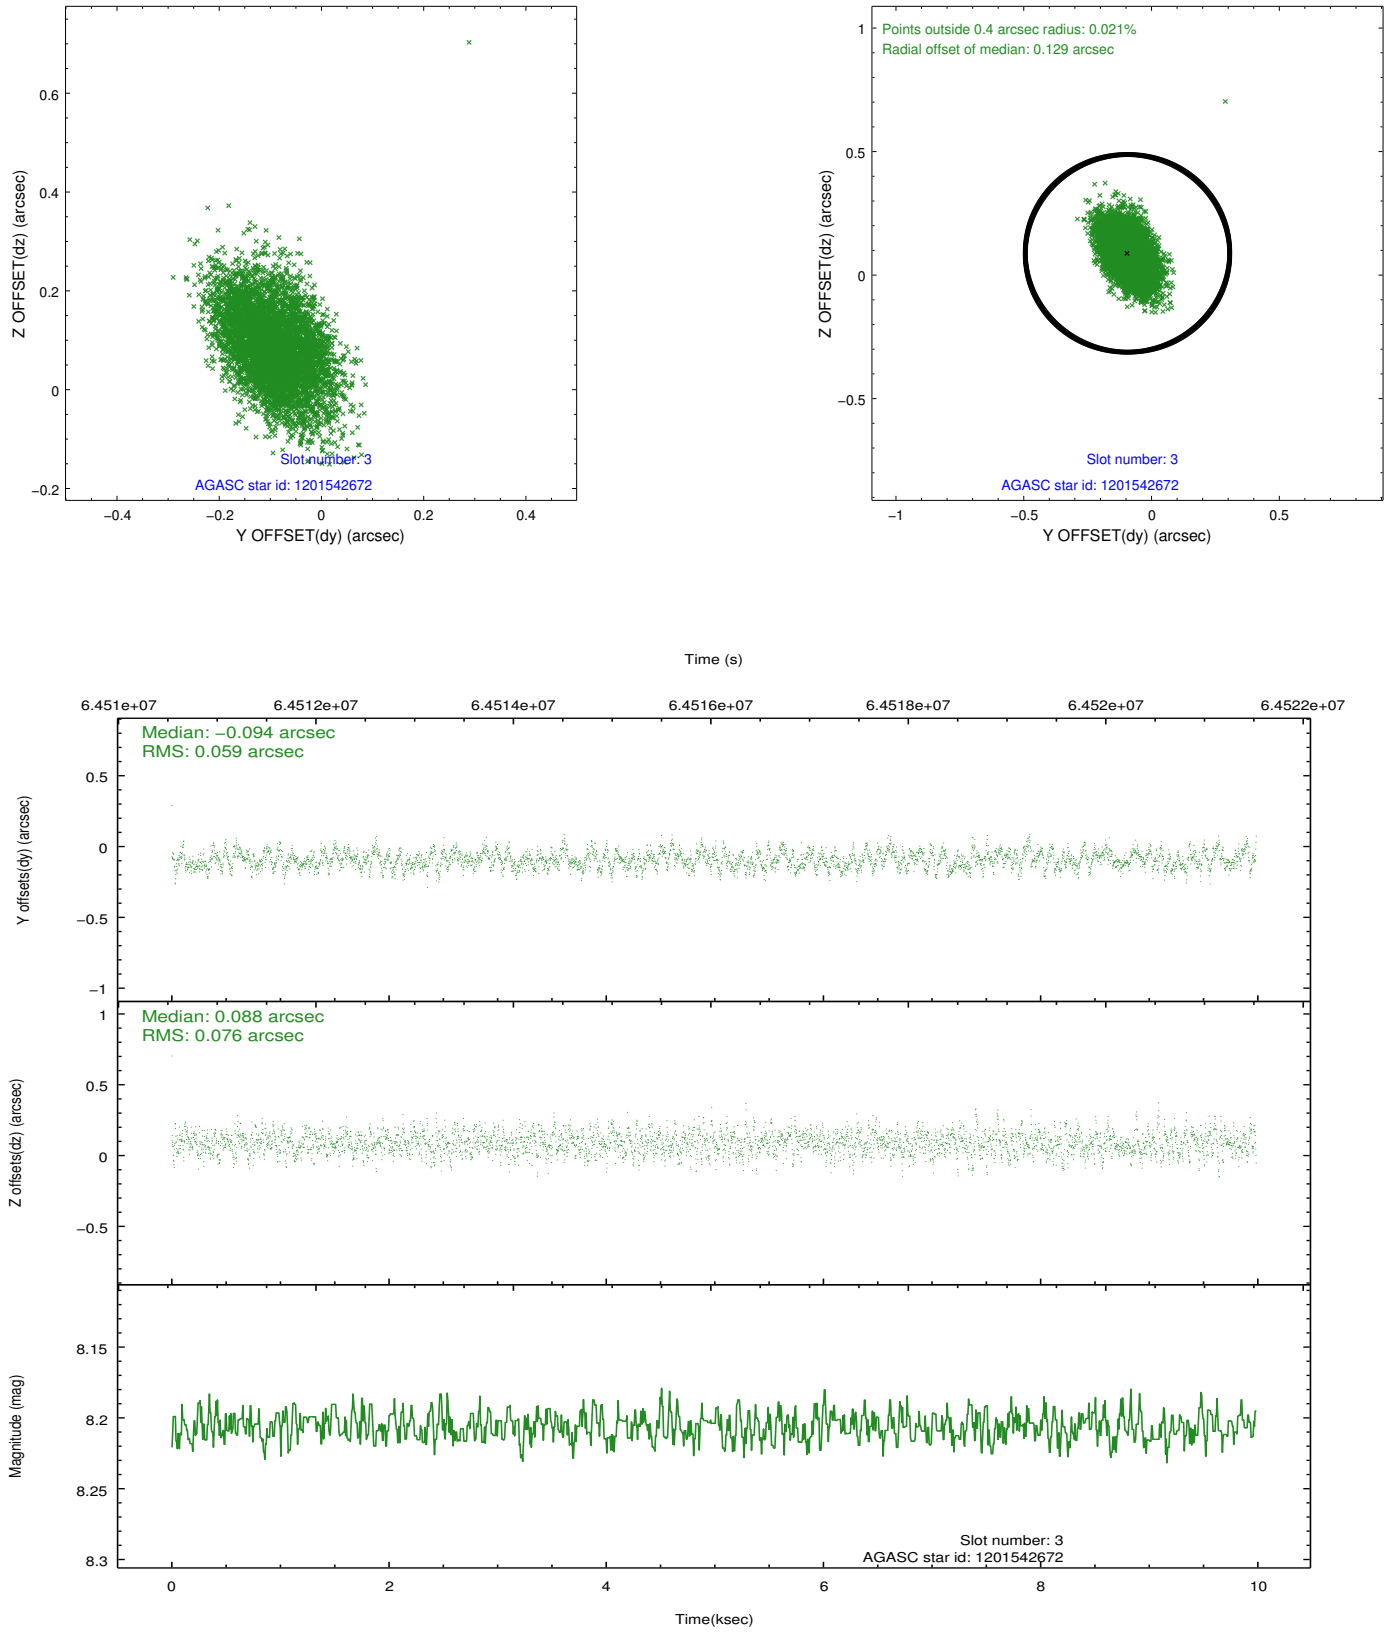 0.6
0.4
0.2
0
−0.2
−0.4
−0.2
0
0.2
0.4
Z OFFSET(dz) (arcsec)
Y OFFSET(dy) (arcsec)
Slot number: 3
AGASC star id: 1201542672
Points outside 0.4 arcsec radius: 0.021%
Radial offset of median: 0.129 arcsec
1
0.5
0
−0.5
−1
−0.5
0
0.5
Z OFFSET(dz) (arcsec)
Y OFFSET(dy) (arcsec)
Slot number: 3
AGASC star id: 1201542672
Time (s)
6.451e+07 6.4512e+07 6.4514e+07 6.4516e+07 6.4518e+07 6.452e+07 6.4522e+07
Median: −0.094 arcsec
RMS: 0.059 arcsec
0.5
0
−0.5
−1
Y offsets(dy) (arcsec)
Median: 0.088 arcsec
RMS: 0.076 arcsec
1
0.5
0
−0.5
Z offsets(dz) (arcsec)
8.15
8.2
8.25
8.3
Magnitude (mag)
Slot number: 3
AGASC star id: 1201542672
0 2 4 6 8 10
Time(ksec)